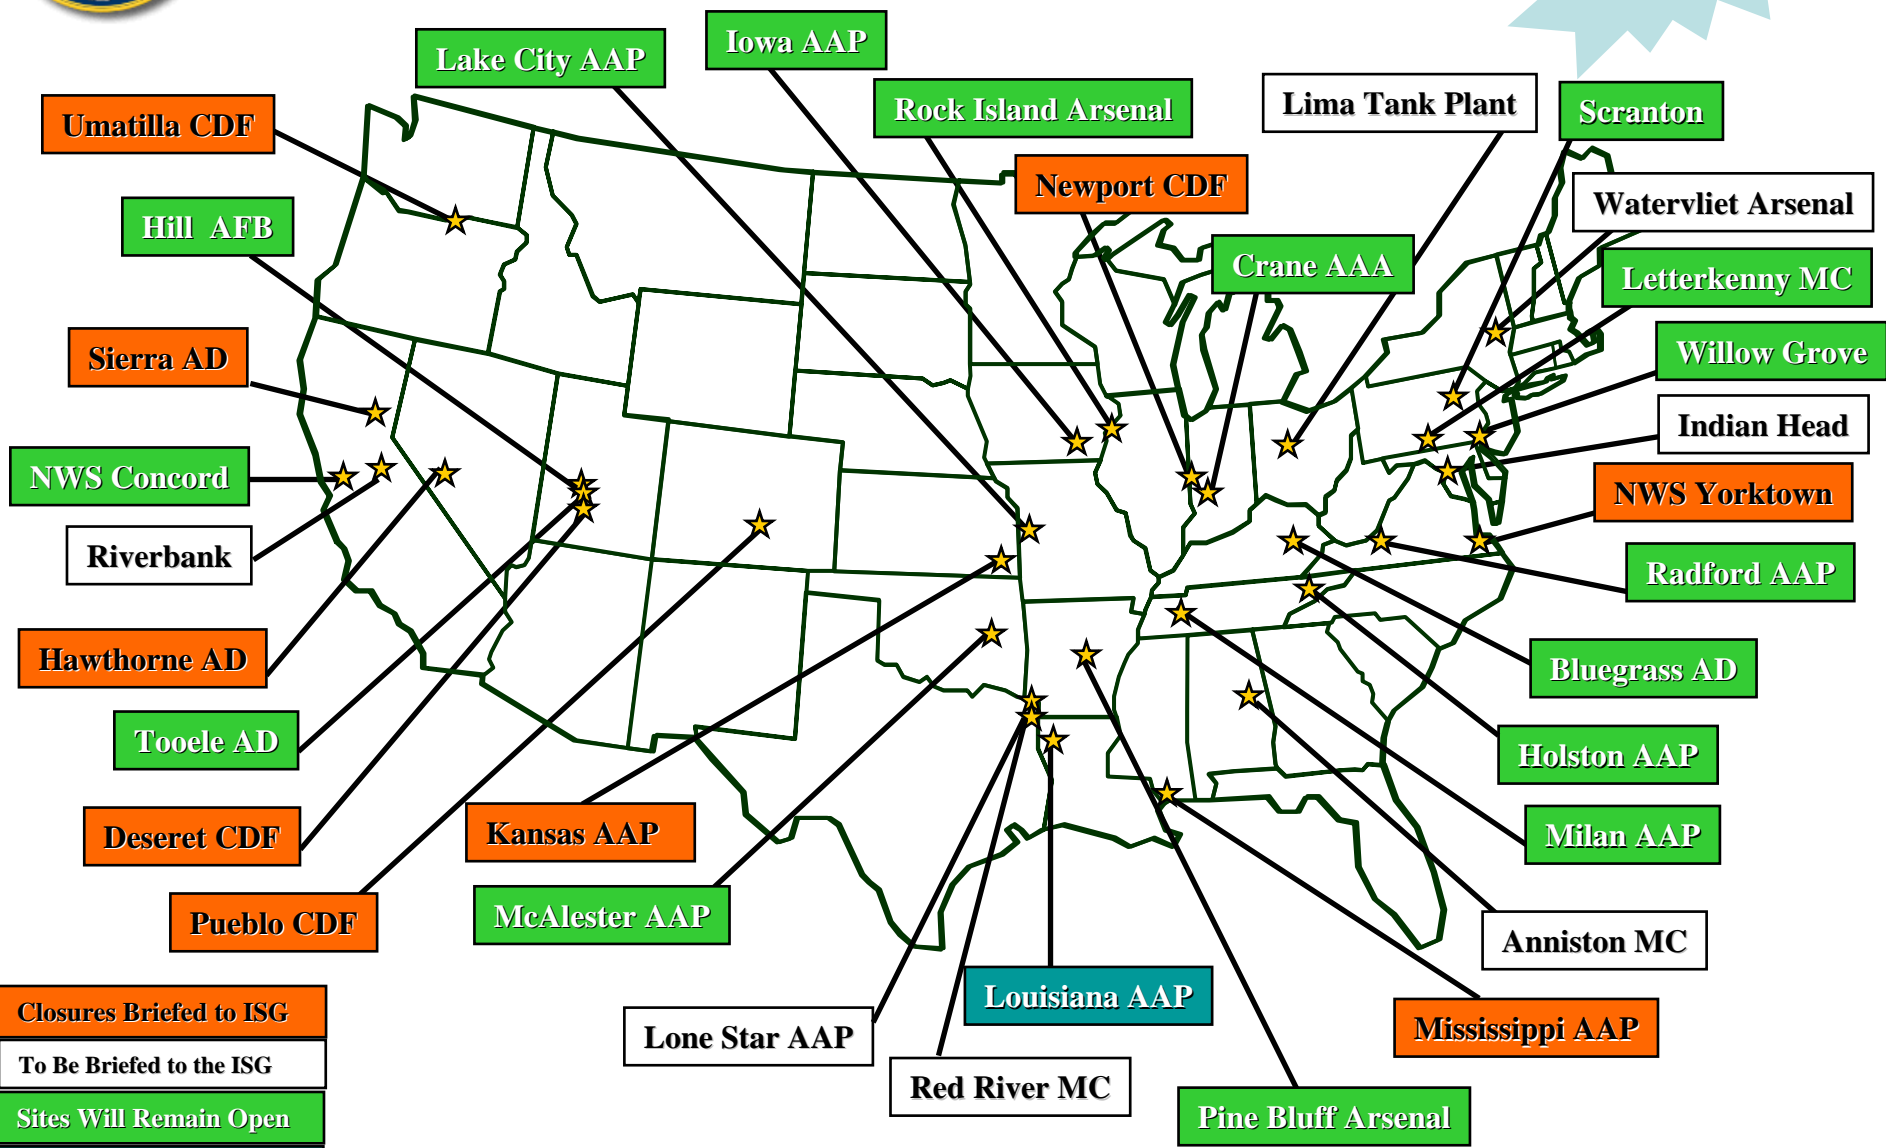 Lake City AAP
Iowa AAP
Rock Island Arsenal
Lima Tank Plant
Scranton
Umatilla CDF
Newport CDF
Watervliet Arsenal
Hill  AFB
Crane AAA
Letterkenny MC
Sierra AD
Willow Grove
Indian Head
NWS Concord
NWS Yorktown
Riverbank
Radford AAP
Hawthorne AD
Bluegrass AD
Tooele AD
Holston AAP
Deseret CDF
Kansas AAP
Milan AAP
Pueblo CDF
McAlester AAP
Anniston MC
Louisiana AAP
Lone Star AAP
Mississippi AAP
Red River MC
Pine Bluff Arsenal
Closures Briefed to ISG
To Be Briefed to the ISG
Sites Will Remain Open